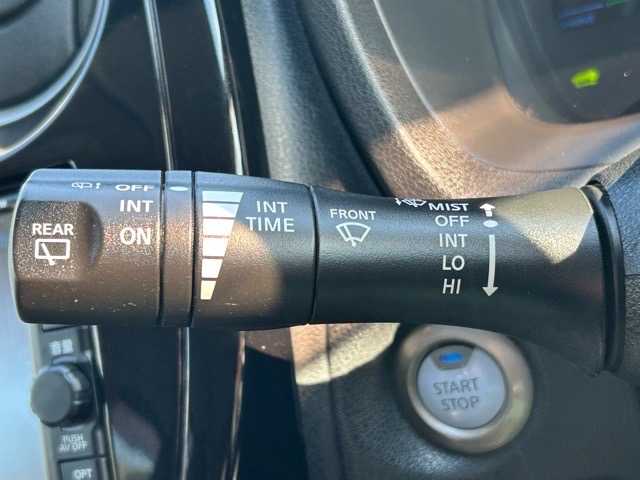 OFF
INT
ON
REAR
INT
TIME
FRONT
MIST
OFF
INT
LO
HI
START
STOP
音量
PUSH
AV OFF
OPT